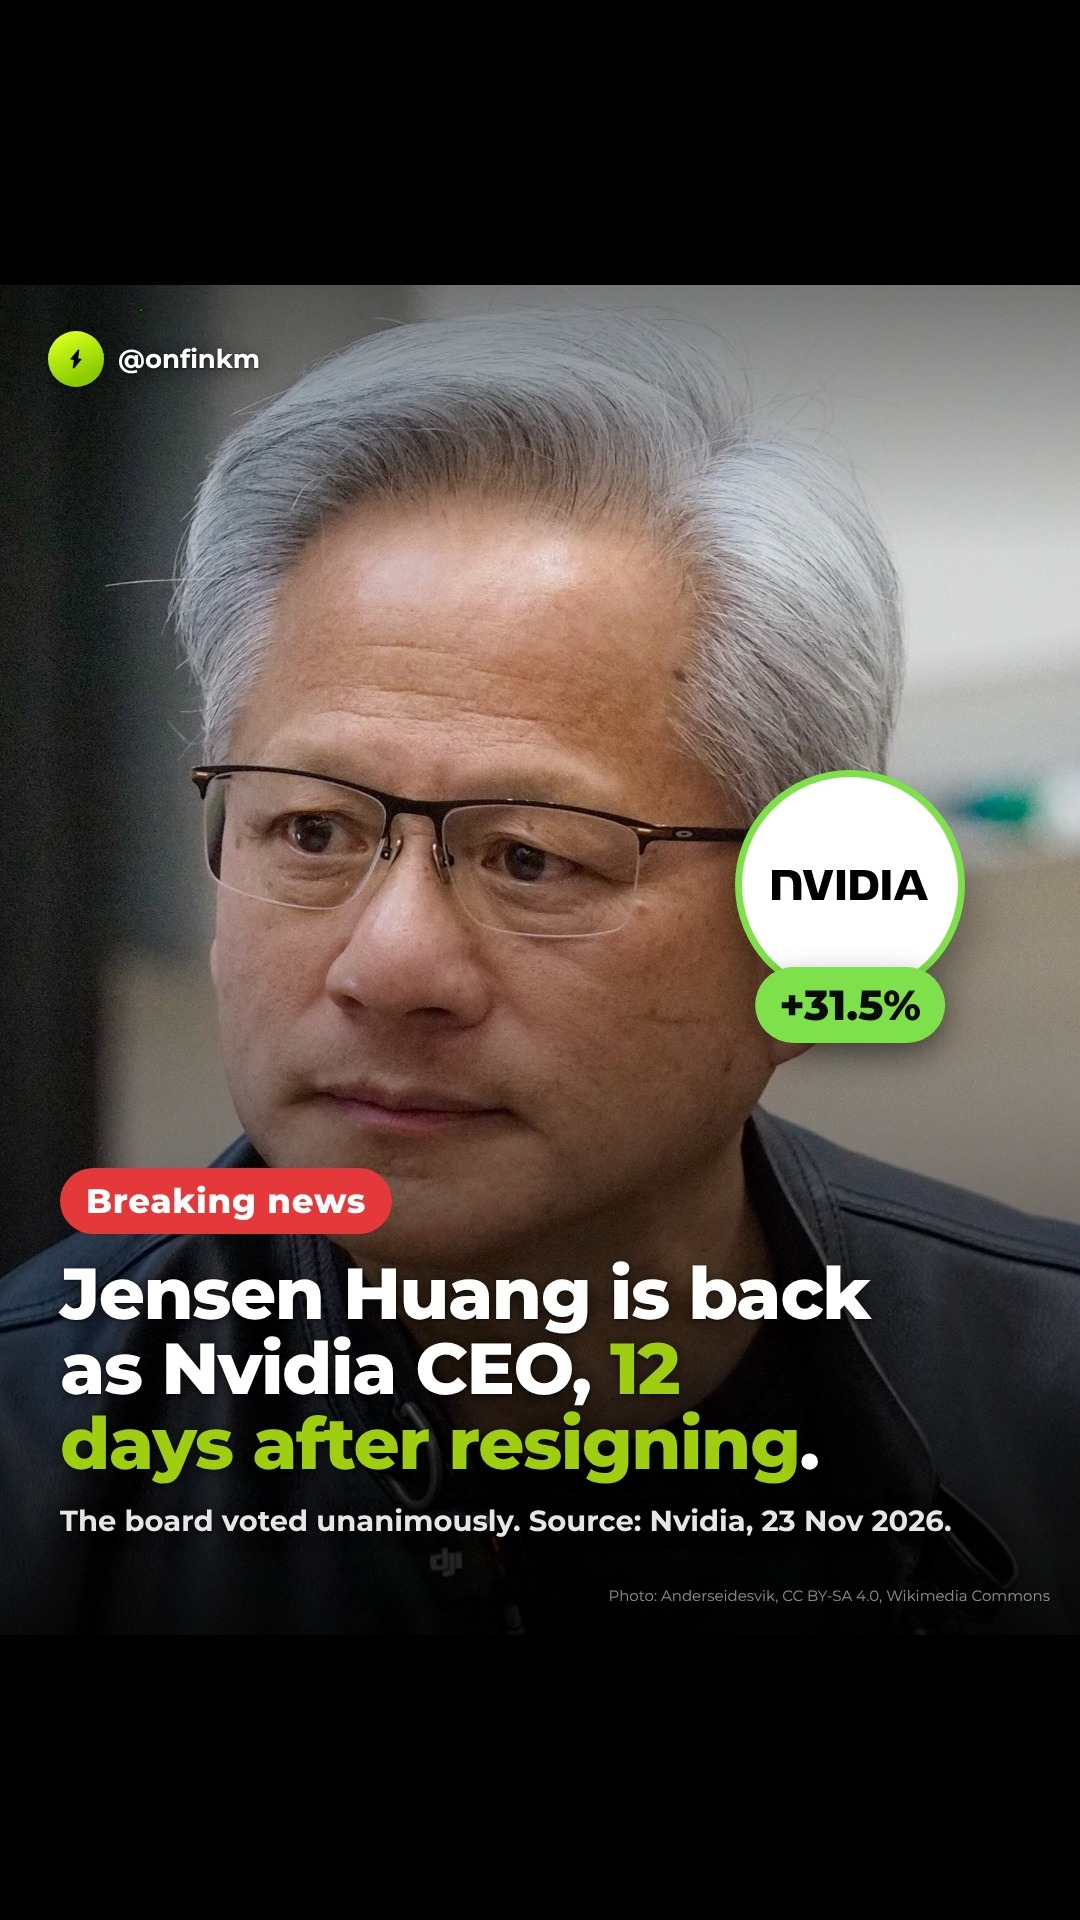 @onfinkm
NVIDIA
+31.5%
Breaking news
Jensen Huang is back
as Nvidia CEO, 12
days after resigning.
The board voted unanimously. Source: Nvidia, 23 Nov 2026.
dji
Photo: Anderseidesvik, CC BY-SA 4.0, Wikimedia Commons